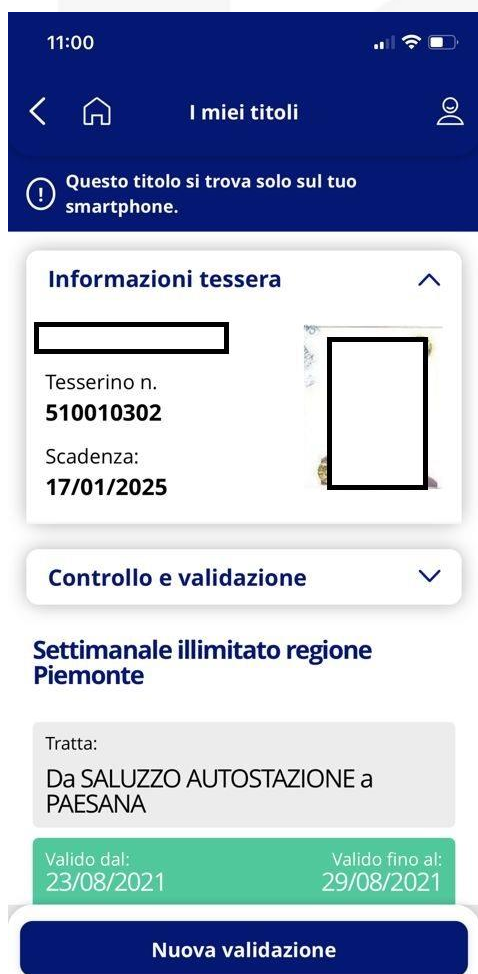 11:00
I miei titoli
Questo titolo si trova solo sul tuo
smartphone.
Informazioni tessera
Tesserino n.
510010302
Scadenza:
17/01/2025
Controllo e validazione
Settimanale illimitato regione
Piemonte
Tratta:
Da SALUZZO AUTOSTAZIONE a
PAESANA
Valido dal: Valido fino al:
23/08/2021 29/08/2021
Nuova validazione